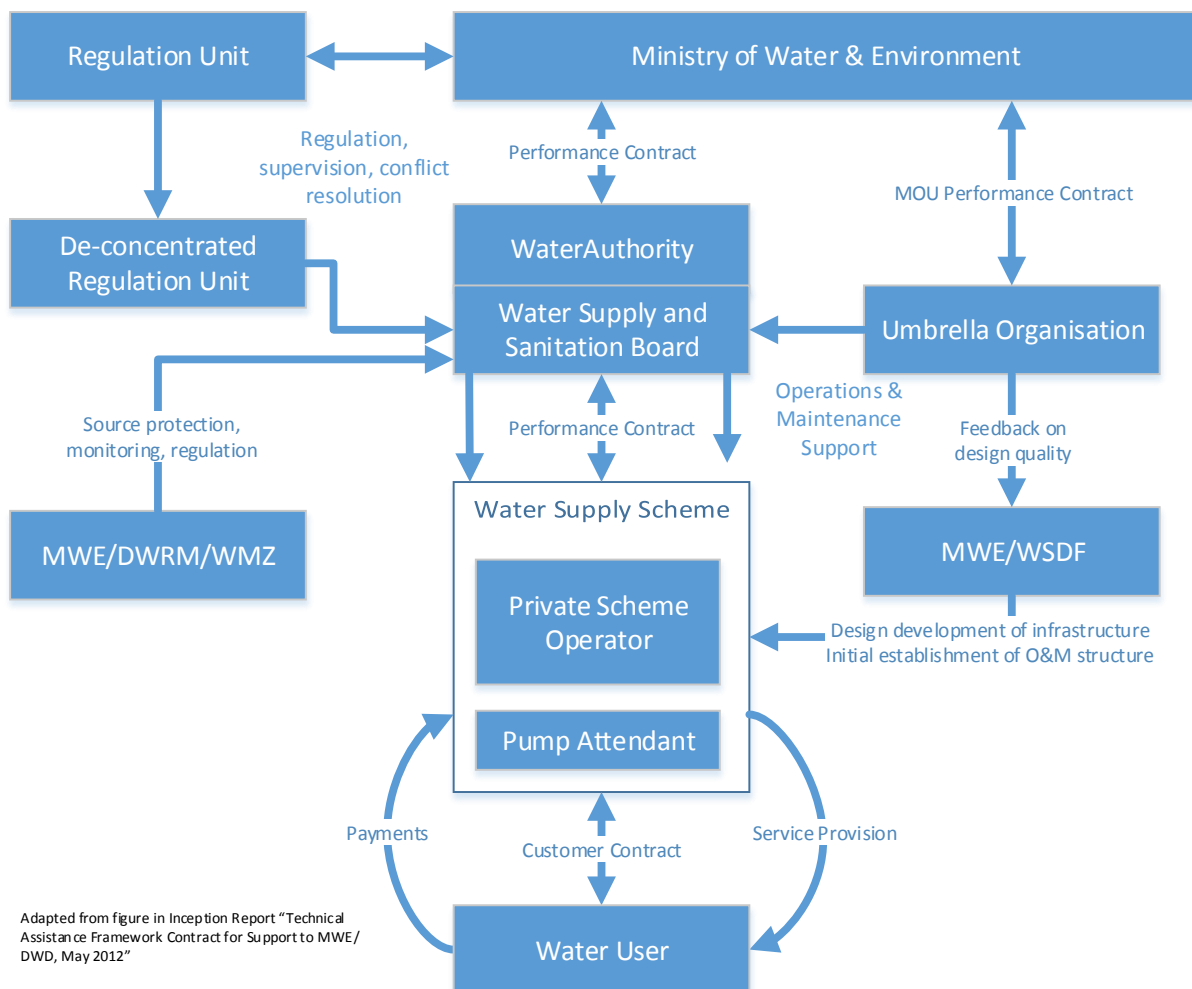 Regulation Unit
Ministry of Water & Environment
Regulation,
supervision, conflict
resolution
Performance Contract
MOU Performance Contract
De-concentrated
Regulation Unit
WaterAuthority
Water Supply and
Sanitation Board
Umbrella Organisation
Source protection,
monitoring, regulation
Performance Contract
Operations &
Maintenance
Support
Feedback on
design quality
MWE/DWRM/WMZ
Water Supply Scheme
MWE/WSDF
Private Scheme
Operator
Design development of infrastructure
Initial establishment of O&M structure
Pump Attendant
Payments
Customer Contract
Service Provision
Adapted from figure in Inception Report “Technical
Assistance Framework Contract for Support to MWE/
DWD, May 2012”
Water User